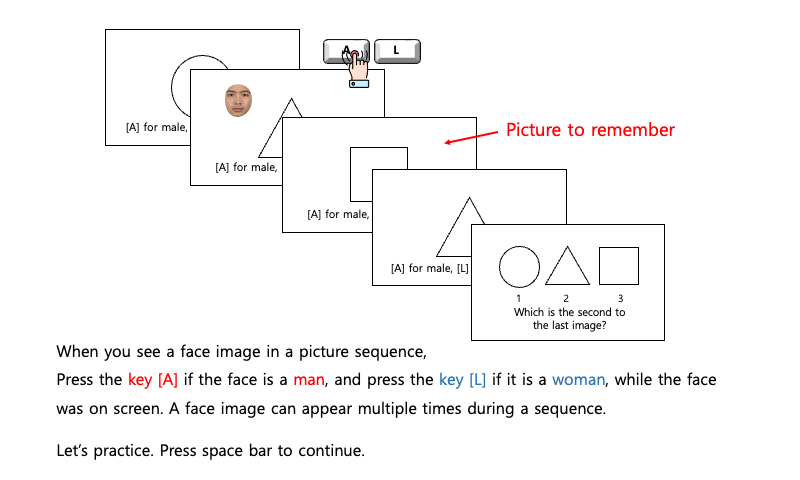 A L
Picture to remember
[A] for male,
[A] for male,
[A] for male,
[A] for male, [L]
1 2 3
Which is the second to
the last image?
When you see a face image in a picture sequence,
Press the key [A] if the face is a man, and press the key [L] if it is a woman, while the face
was on screen. A face image can appear multiple times during a sequence.
Let's practice. Press space bar to continue.